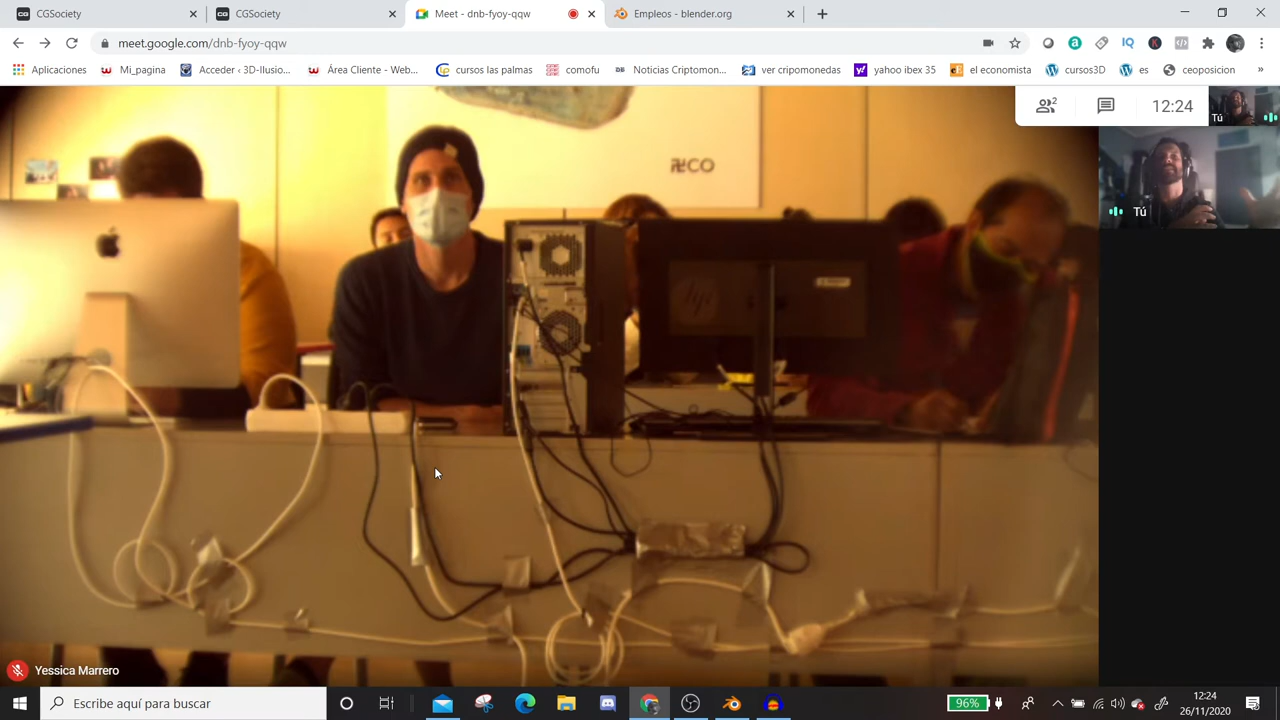 CGSociety
CGSociety
Meet - dnb-fyoy-qqw
Empleos - blender.org
meet.google.com/dnb-fyoy-qqw
Aplicaciones
Mi_pagina
Acceder ‹ 3D-Ilusio...
Área Cliente - Web...
cursos las palmas
comofu
Noticias Criptomon...
ver cripomonedas
yahoo ibex 35
el economista
cursos3D
es
ceoposicion
2
12:24
Tú
Tú
CO
hp
Yessica Marrero
Escribe aquí para buscar
96%
12:24
26/11/2020